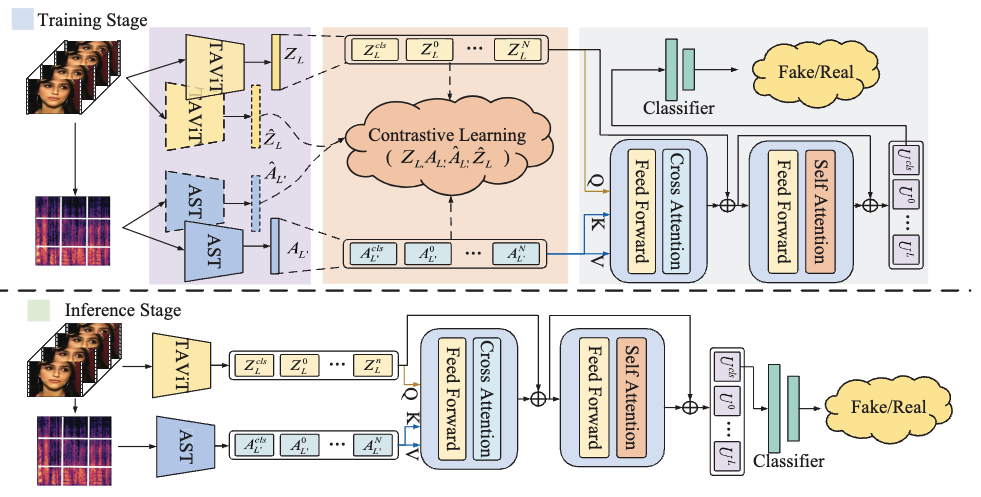 Training Stage
TAViT
Z_L
Z_L^{cls} Z_L^0 ... Z_L^N
TAViT
\hat{Z}_L
\hat{A}_{L'}
AST
AST
A_{L'}
Contrastive Learning
( Z_L A_{L'} \hat{A}_{L'} \hat{Z}_L )
A_{L'}^{cls} A_{L'}^0 ... A_{L'}^N
Q
K
V
Feed Forward
Cross Attention
Feed Forward
Self Attention
U^{cls}
U^0
...
U^L
Classifier
Fake/Real
Inference Stage
TAViT
Z_L^{cls} Z_L^0 ... Z_L^n
AST
A_{L'}^{cls} A_{L'}^0 ... A_{L'}^N
Q
K
V
Feed Forward
Cross Attention
Feed Forward
Self Attention
U^{cls}
U^0
...
U^L
Classifier
Fake/Real